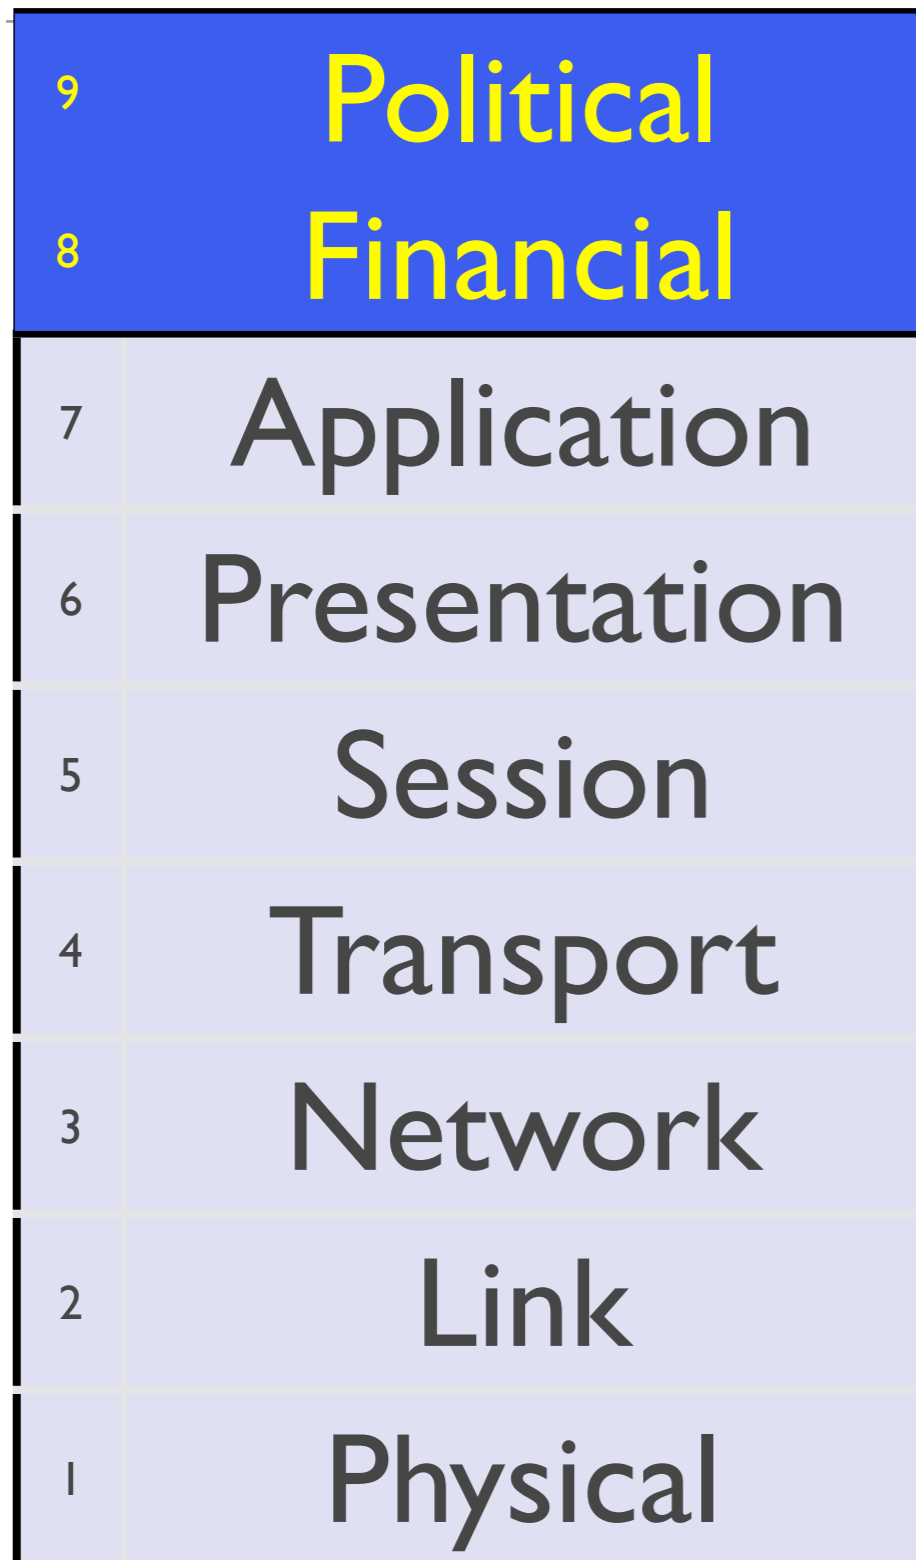 9 Political
8 Financial
7 Application
6 Presentation
5 Session
4 Transport
3 Network
2 Link
1 Physical